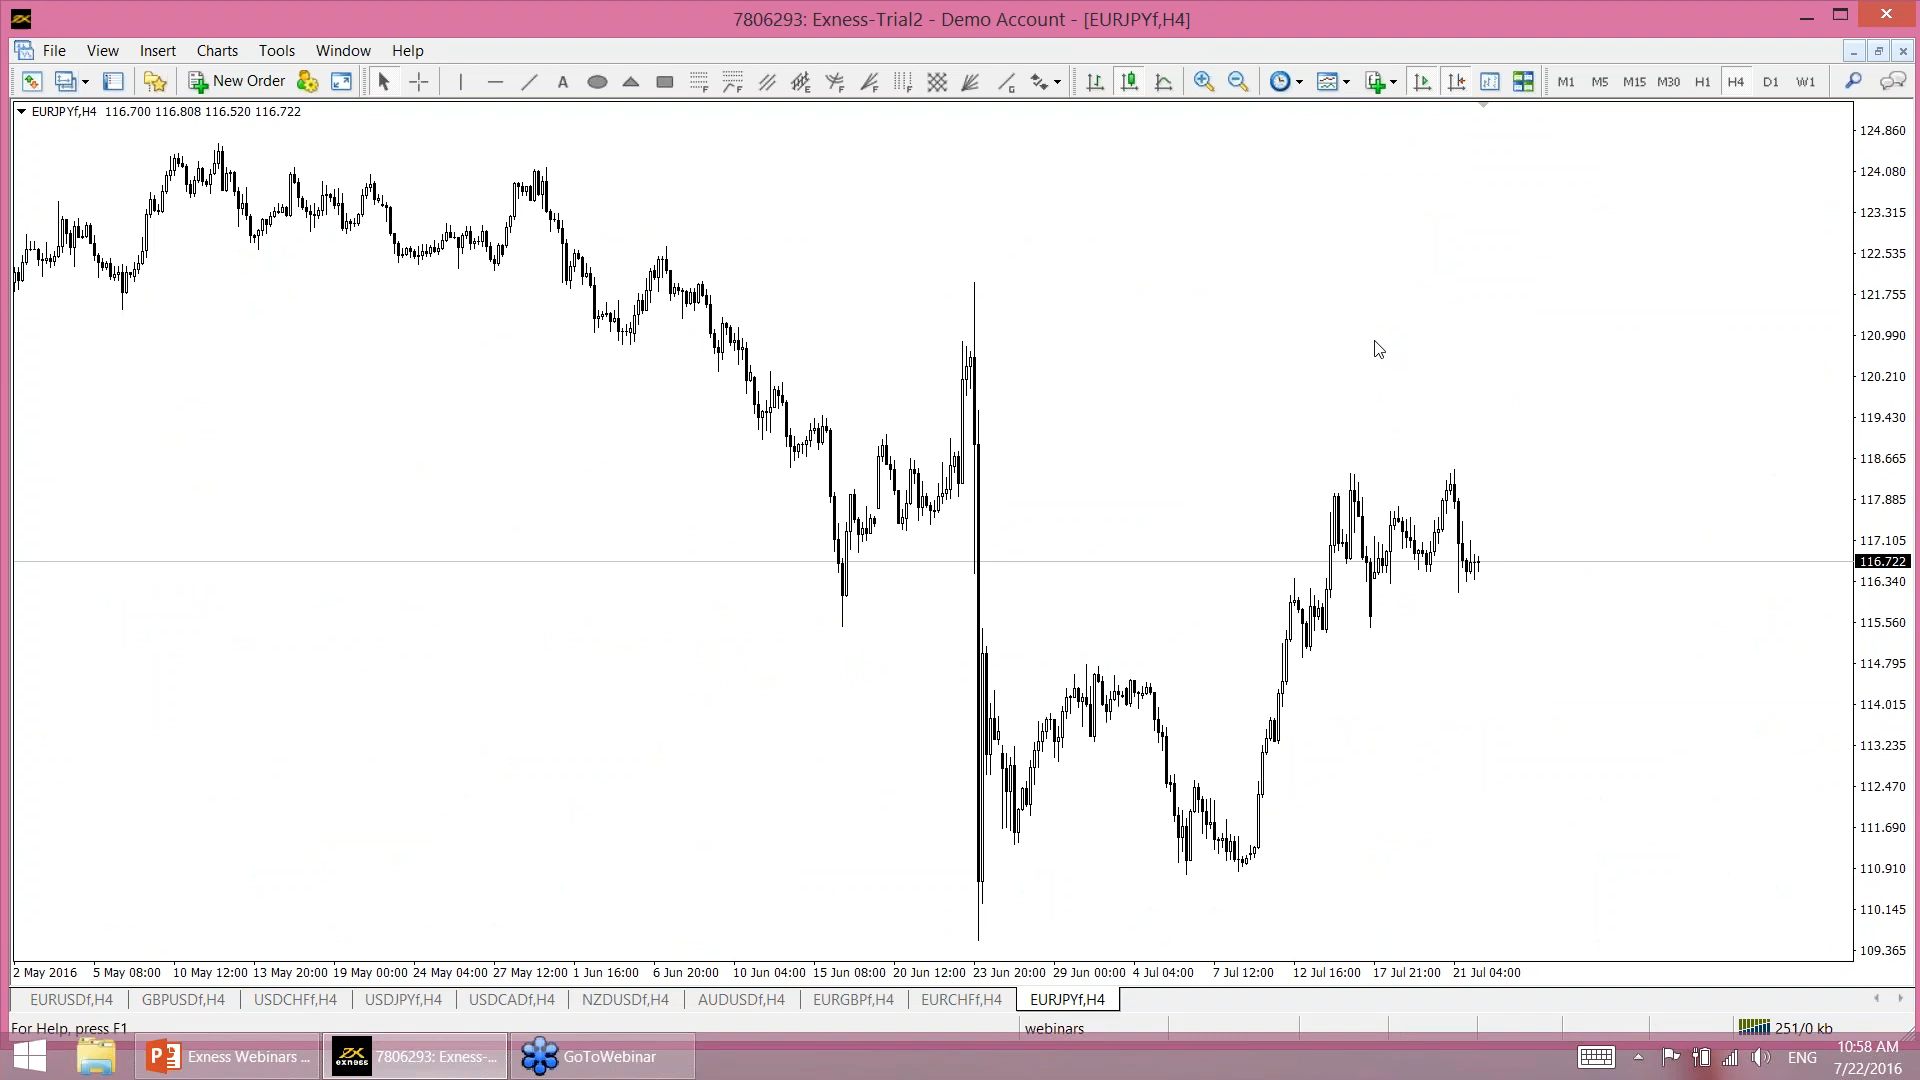 7806293: Exness-Trial2 - Demo Account - [EURJPYf,H4]
File View Insert Charts Tools Window Help
New Order M1 M5 M15 M30 H1 H4 D1 W1
EURJPYf,H4 116.700 116.808 116.520 116.722
124.860
124.080
123.315
122.535
121.755
120.990
120.210
119.430
118.665
117.885
117.105
116.722
116.340
115.560
114.795
114.015
113.235
112.470
111.690
110.910
110.145
109.365
2 May 2016 5 May 08:00 10 May 12:00 13 May 20:00 19 May 00:00 24 May 04:00 27 May 12:00 1 Jun 16:00 6 Jun 20:00 10 Jun 04:00 15 Jun 08:00 20 Jun 12:00 23 Jun 20:00 29 Jun 00:00 4 Jul 04:00 7 Jul 12:00 12 Jul 16:00 17 Jul 21:00 21 Jul 04:00
EURUSDf,H4 GBPUSDf,H4 USDCHFf,H4 USDJPYf,H4 USDCADf,H4 NZDUSDf,H4 AUDUSDf,H4 EURGBPf,H4 EURCHFf,H4 EURJPYf,H4
For Help, press F1 webinars 251/0 kb
Exness Webinars ... exness 7806293: Exness-... GoToWebinar ENG 10:58 AM
7/22/2016